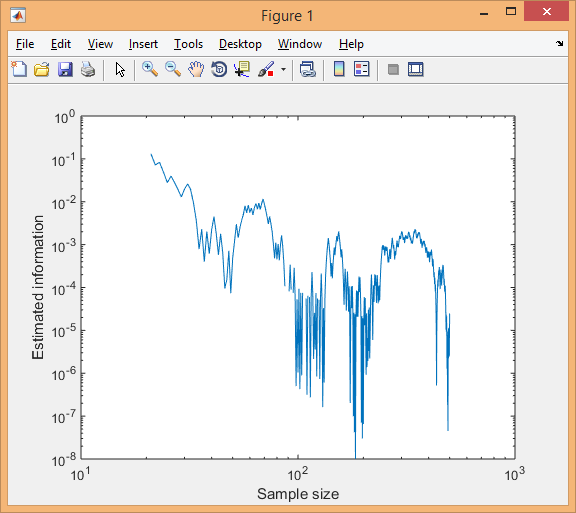 Figure 1
File Edit View Insert Tools Desktop Window Help
10^0
10^-1
10^-2
10^-3
10^-4
10^-5
10^-6
10^-7
10^-8
Estimated information
10^1 10^2 10^3
Sample size